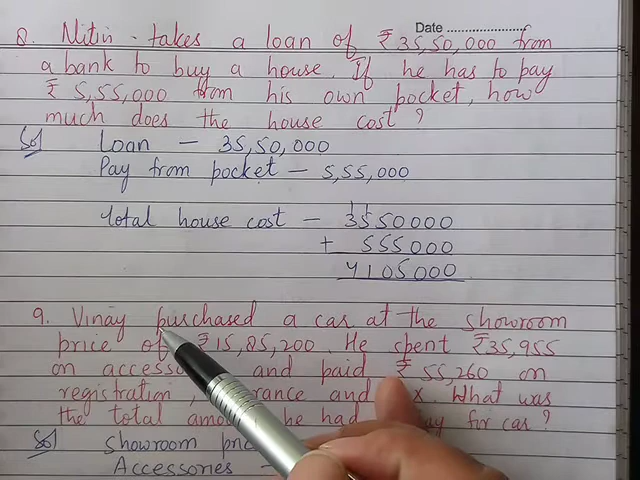 Date
8. Nitin - takes a loan of ₹35,50,000 from
a bank to buy a house. If he has to pay
₹ 5,55,000 from his own pocket, how
much does the house cost?
Sol Loan - 35,50,000
Pay from pocket - 5,55,000
11
Total house cost - 3550000
+ 555000
4105000
9. Vinay purchased a car at the showroom
price of ₹15,85,200. He spent ₹35,955
on and paid ₹ 55,260 on
registration, and What was
the total he had for car?
Sol Showroom
Accessories -